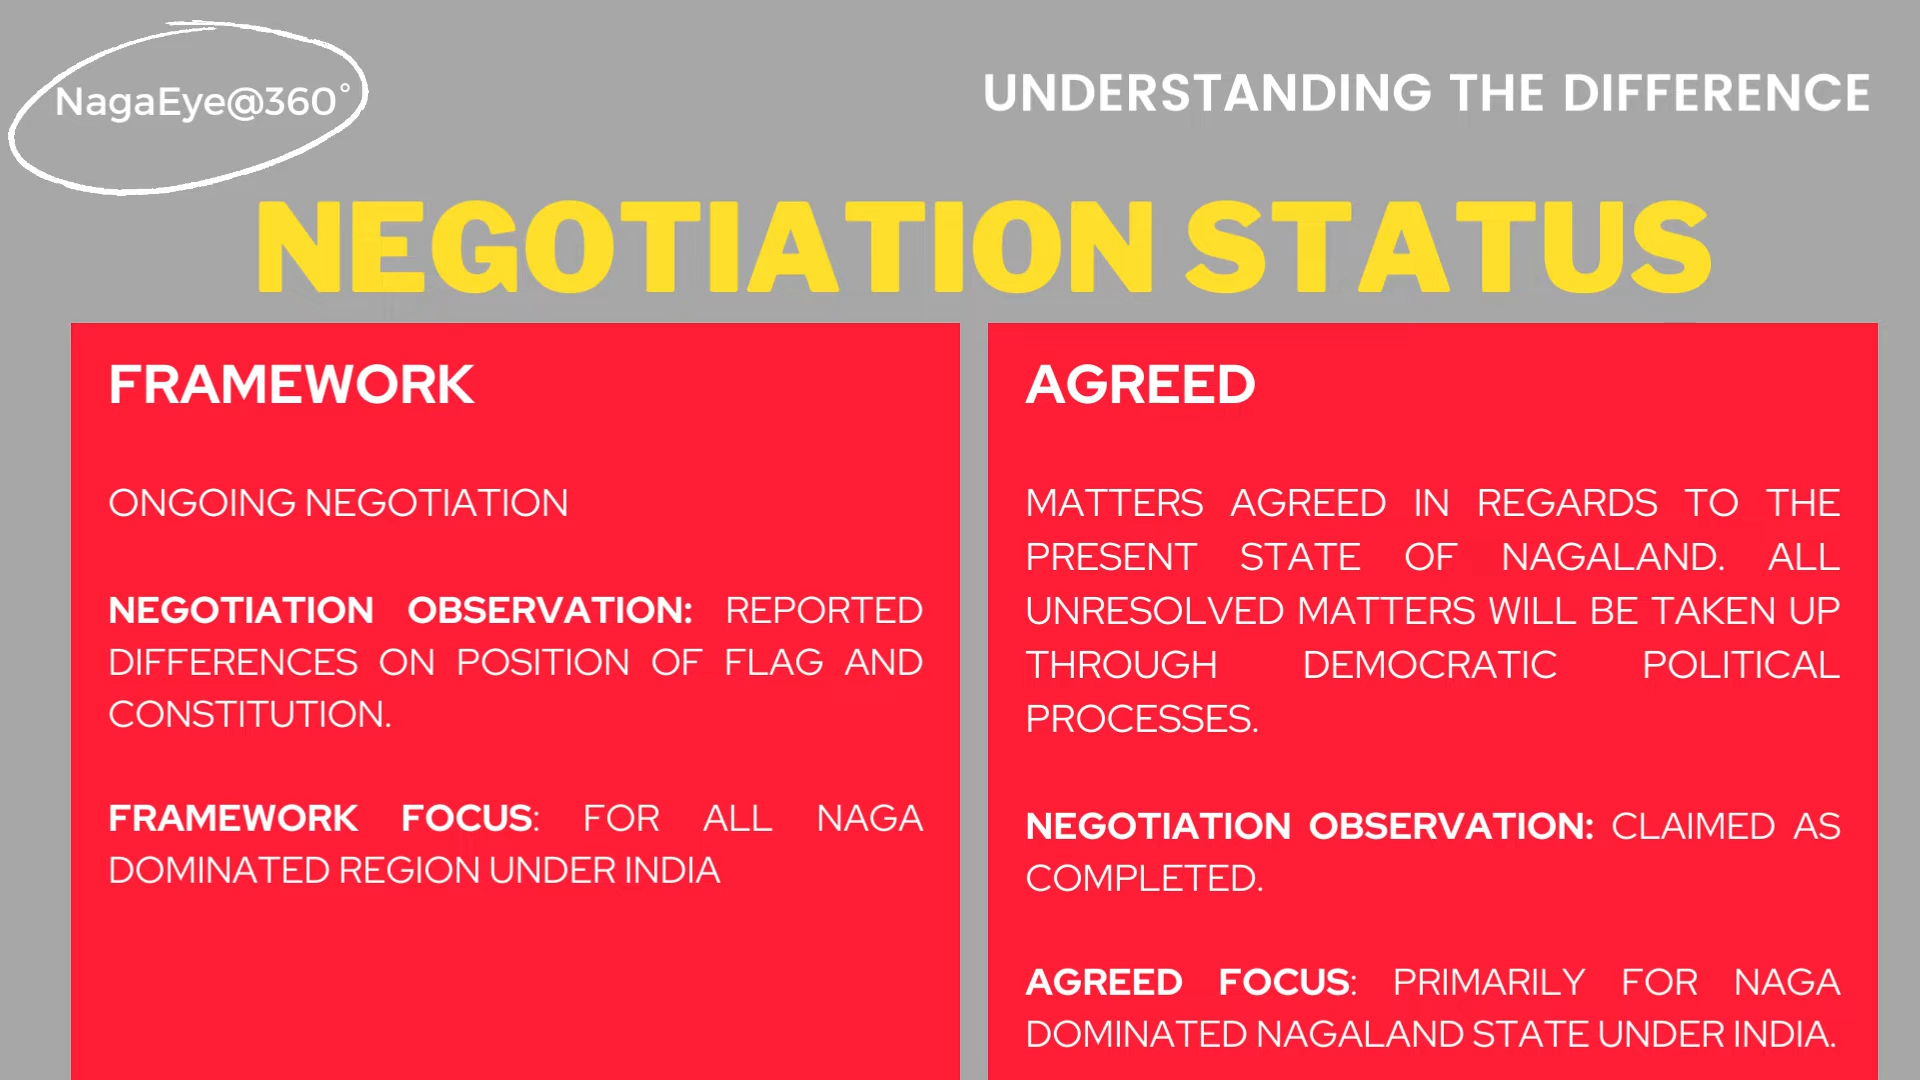 NagaEye@360°
UNDERSTANDING THE DIFFERENCE
NEGOTIATION STATUS
FRAMEWORK
ONGOING NEGOTIATION
NEGOTIATION OBSERVATION: REPORTED
DIFFERENCES ON POSITION OF FLAG AND
CONSTITUTION.
FRAMEWORK FOCUS: FOR ALL NAGA
DOMINATED REGION UNDER INDIA
AGREED
MATTERS AGREED IN REGARDS TO THE
PRESENT STATE OF NAGALAND. ALL
UNRESOLVED MATTERS WILL BE TAKEN UP
THROUGH DEMOCRATIC POLITICAL
PROCESSES.
NEGOTIATION OBSERVATION: CLAIMED AS
COMPLETED.
AGREED FOCUS: PRIMARILY FOR NAGA
DOMINATED NAGALAND STATE UNDER INDIA.